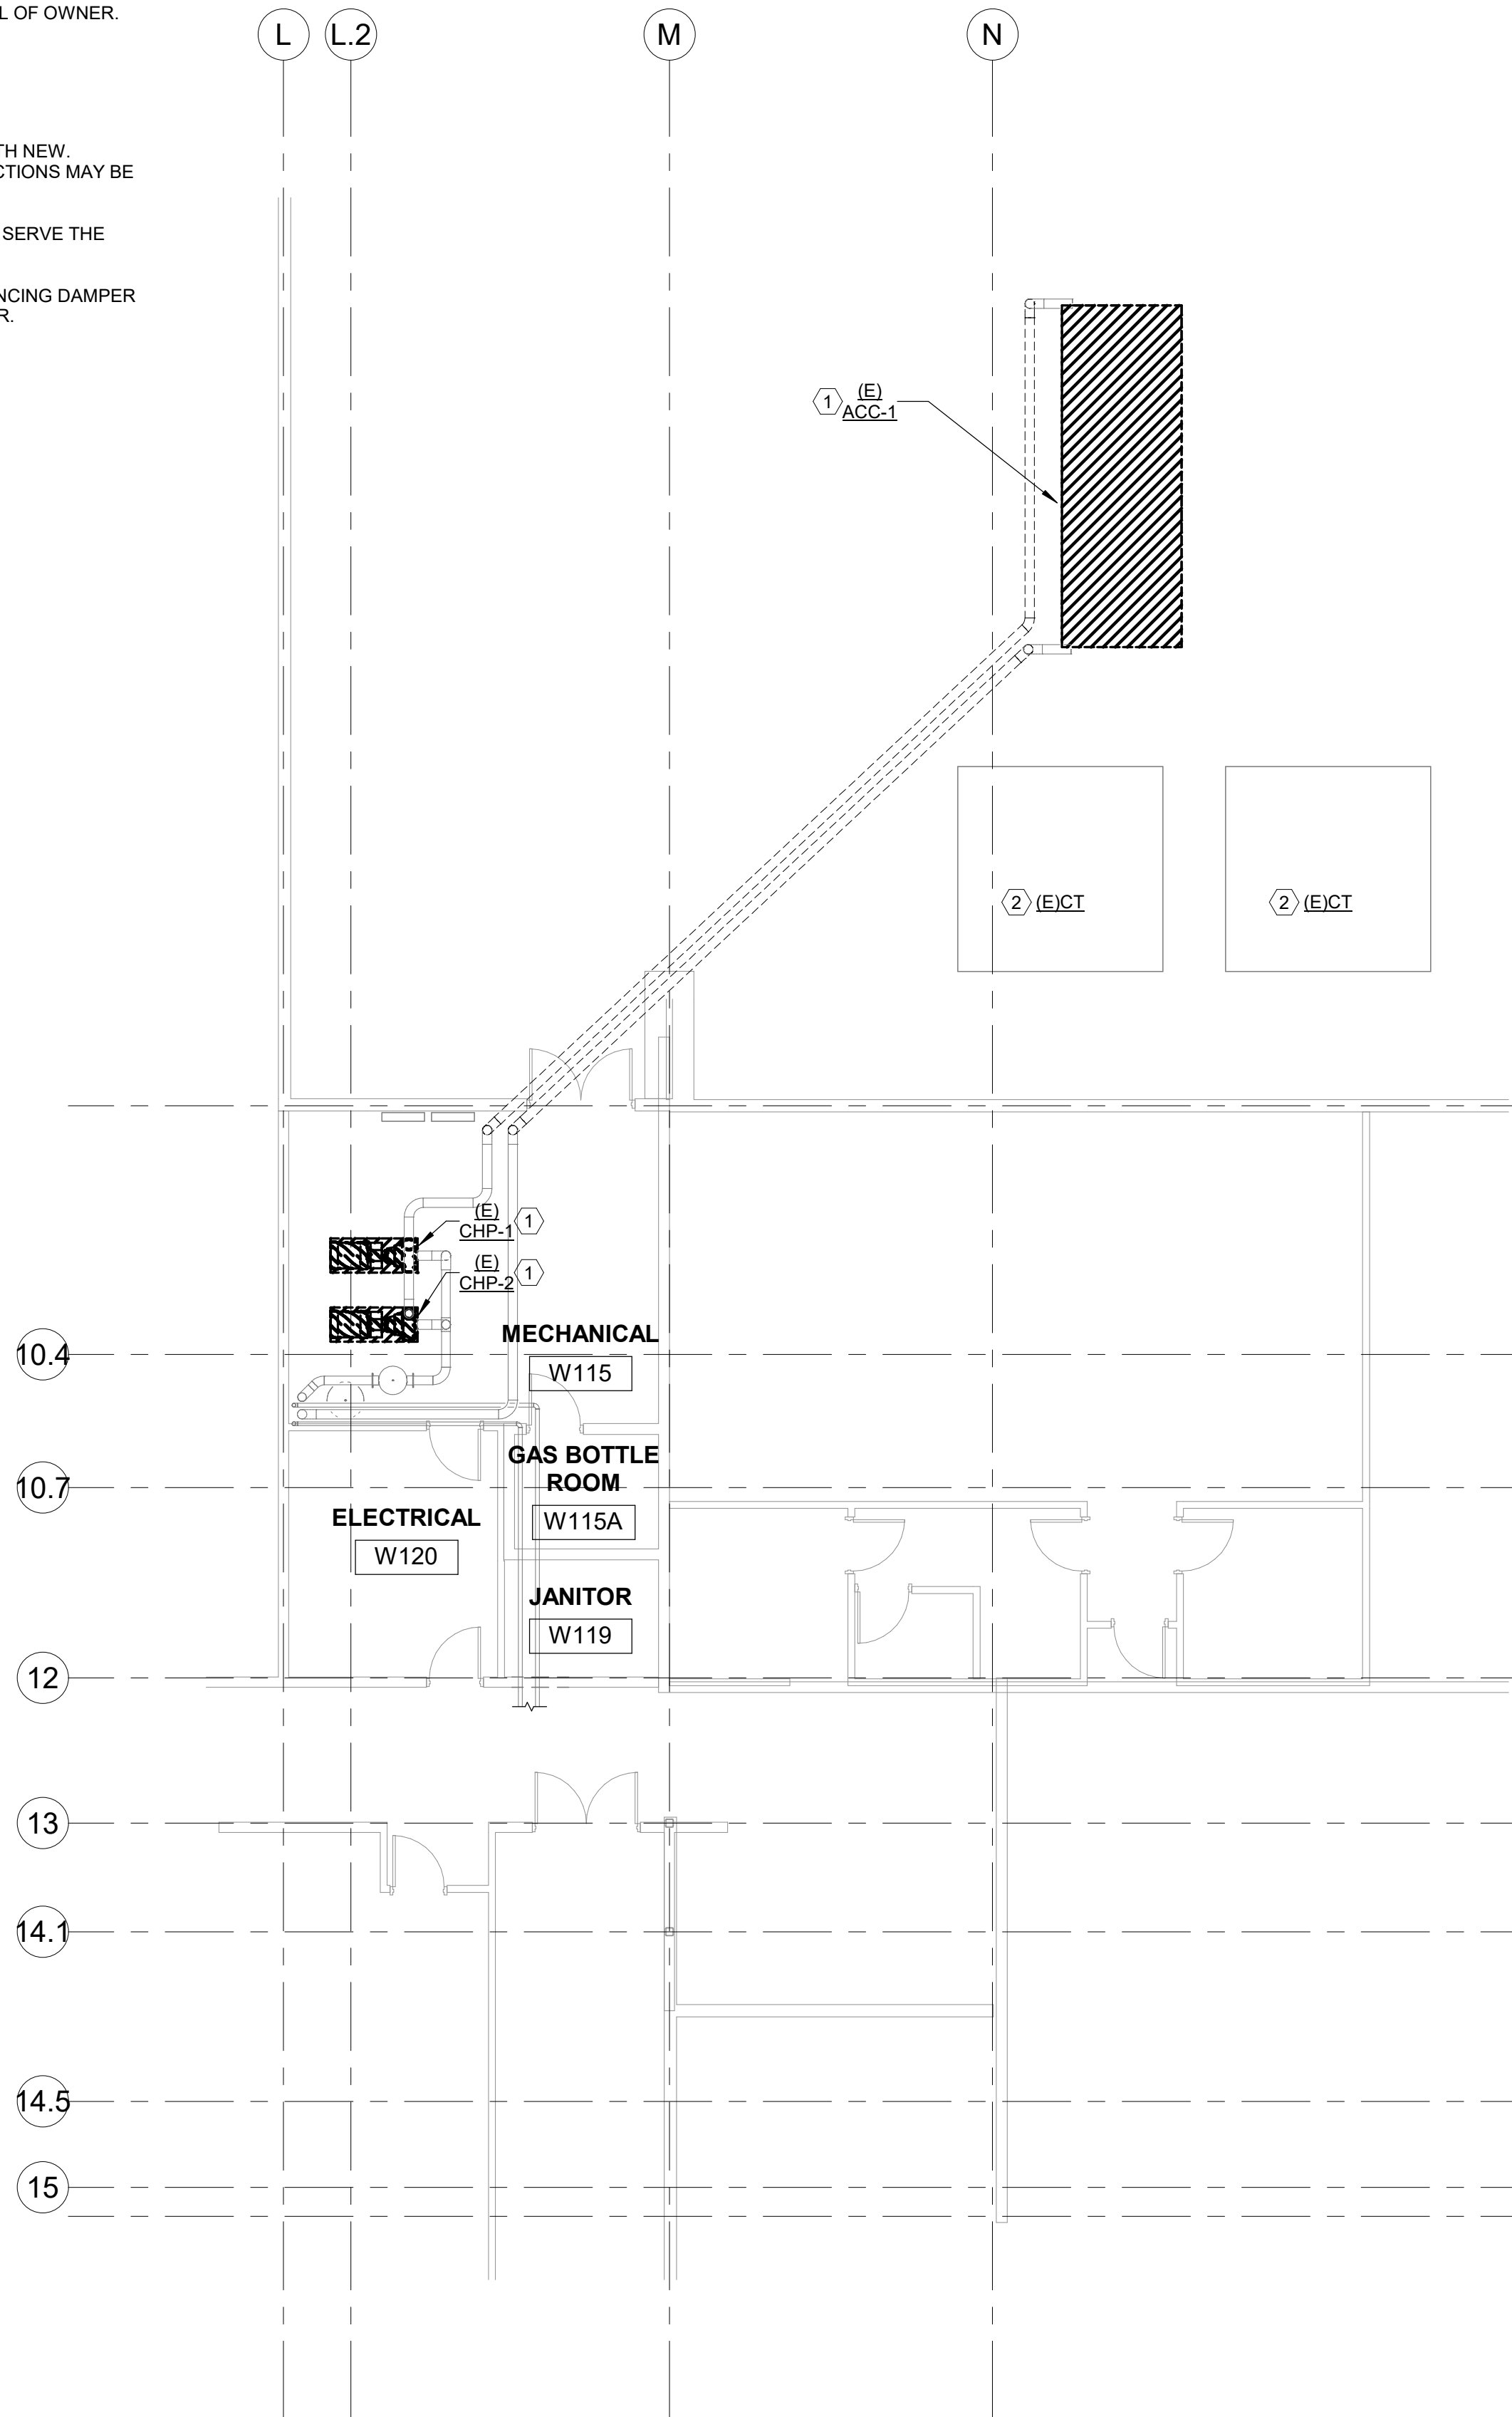 L OF OWNER.
L
L.2
M
N
TH NEW.
CTIONS MAY BE
SERVE THE
NCING DAMPER
R.
1
(E)
ACC-1
2
(E)CT
2
(E)CT
(E)
CHP-1
1
(E)
CHP-2
1
MECHANICAL
W115
10.4
GAS BOTTLE
ROOM
W115A
10.7
ELECTRICAL
W120
JANITOR
W119
12
13
14.1
14.5
15